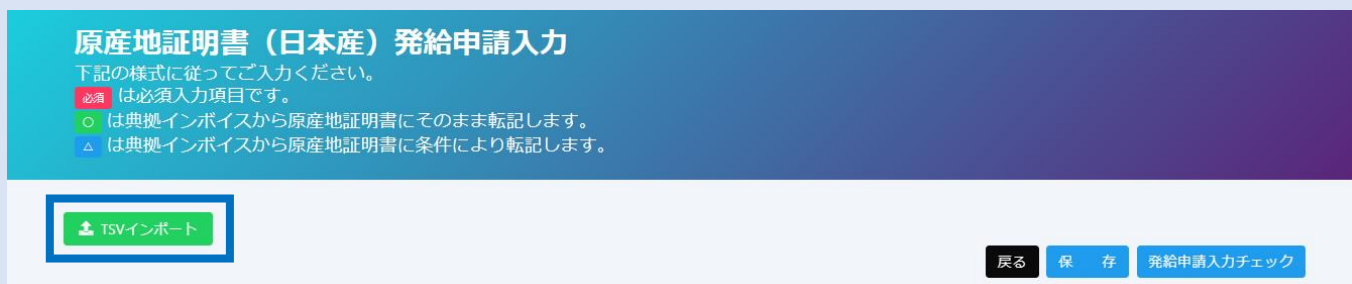 原産地証明書（日本産）発給申請入力
下記の様式に従ってご入力ください。
必須 は必須入力項目です。
○ は典拠インボイスから原産地証明書にそのまま転記します。
△ は典拠インボイスから原産地証明書に条件により転記します。
TSVインポート
戻る 保　存 発給申請入力チェック